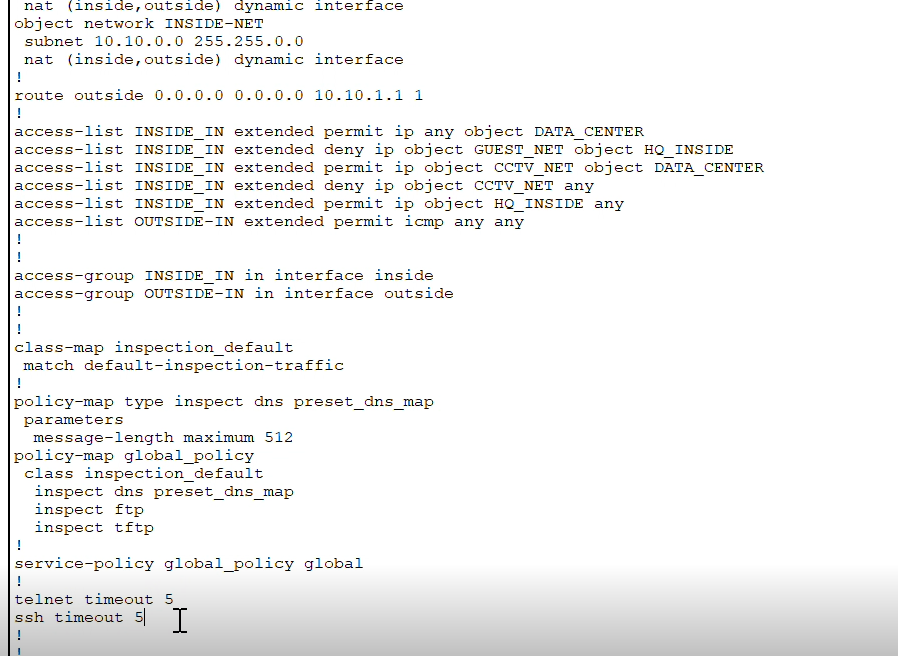 nat (inside,outside) dynamic interface
object network INSIDE-NET
subnet 10.10.0.0 255.255.0.0
nat (inside,outside) dynamic interface
!
route outside 0.0.0.0 0.0.0.0 10.10.1.1 1
!
access-list INSIDE_IN extended permit ip any object DATA_CENTER
access-list INSIDE_IN extended deny ip object GUEST_NET object HQ_INSIDE
access-list INSIDE_IN extended permit ip object CCTV_NET object DATA_CENTER
access-list INSIDE_IN extended deny ip object CCTV_NET any
access-list INSIDE_IN extended permit ip object HQ_INSIDE any
access-list OUTSIDE-IN extended permit icmp any any
!
!
access-group INSIDE_IN in interface inside
access-group OUTSIDE-IN in interface outside
!
!
class-map inspection_default
match default-inspection-traffic
!
policy-map type inspect dns preset_dns_map
parameters
message-length maximum 512
policy-map global_policy
class inspection_default
inspect dns preset_dns_map
inspect ftp
inspect tftp
!
service-policy global_policy global
!
telnet timeout 5
ssh timeout 5
!
!